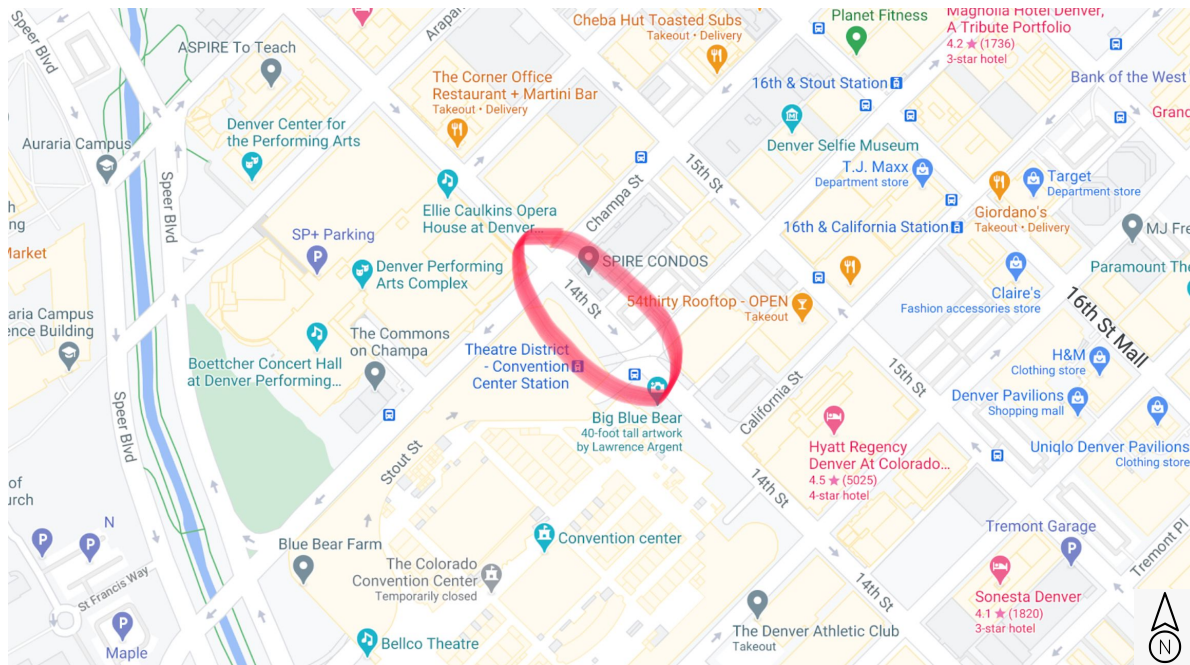 Speer Blvd
ASPIRE To Teach
Arapah
Cheba Hut Toasted Subs
Takeout • Delivery
Planet Fitness
Magnolia Hotel Denver,
A Tribute Portfolio
4.2 ★ (1736)
3-star hotel
The Corner Office
Restaurant + Martini Bar
Takeout • Delivery
16th & Stout Station
Bank of the West
Grand
Auraria Campus
Denver Center for
the Performing Arts
Denver Selfie Museum
15th St
T.J. Maxx
Department store
Target
Department store
Speer Blvd
Champa St
Ellie Caulkins Opera
House at Denver...
16th & California Station
Giordano's
Takeout • Delivery
MJ Fre
h
ng
Market
SP+ Parking
SPIRE CONDOS
Denver Performing
Arts Complex
14th St
54thirty Rooftop - OPEN
Takeout
Claire's
Fashion accessories store
Paramount The
16th St Mall
aria Campus
ence Building
The Commons
on Champa
Boettcher Concert Hall
at Denver Performing...
Theatre District
- Convention
Center Station
H&M
Clothing store
Denver Pavilions
Shopping mall
15th St
California St
Speer Blvd
Big Blue Bear
40-foot tall artwork
by Lawrence Argent
Hyatt Regency
Denver At Colorado...
4.5 ★ (5025)
4-star hotel
Uniqlo Denver Pavilions
Clothing store
Stout St
14th St
of
urch
N
Blue Bear Farm
The Colorado
Convention Center
Temporarily closed
Convention center
Tremont Garage
Tremont Pl
St Francis Way
14th St
Sonesta Denver
4.1 ★ (1820)
3-star hotel
Maple
Bellco Theatre
The Denver Athletic Club
Takeout
N